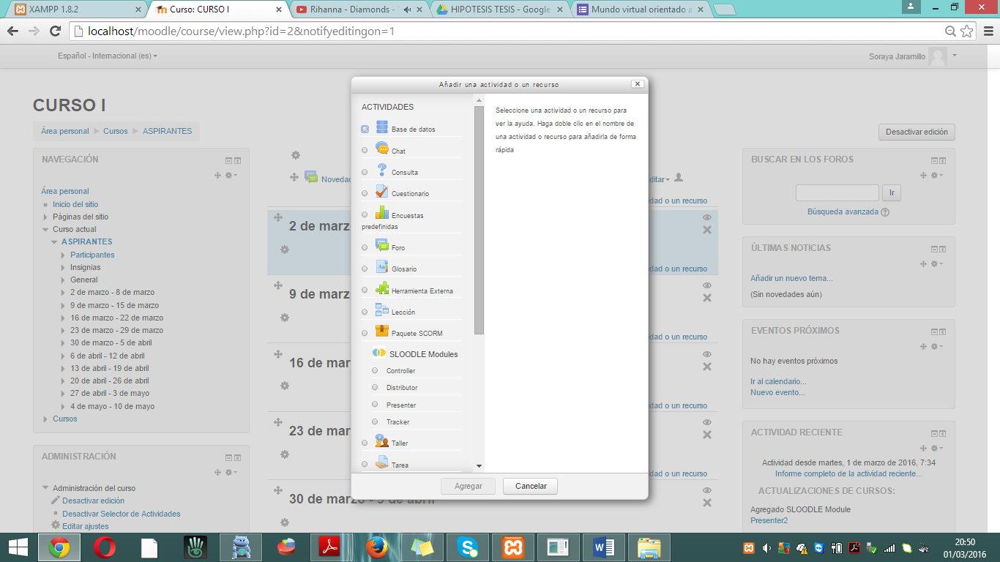 XAMPP 1.8.2
Curso: CURSO I
Rihanna - Diamonds -
HIPOTESIS TESIS - Google
Mundo virtual orientado a
localhost/moodle/course/view.php?id=2&notifyeditingon=1
Español - Internacional (es)
Soraya Jaramillo
CURSO I
Área personal
Cursos
ASPIRANTES
Desactivar edición
NAVEGACIÓN
Área personal
Inicio del sitio
Páginas del sitio
Curso actual
ASPIRANTES
Participantes
Insignias
General
2 de marzo - 8 de marzo
9 de marzo - 15 de marzo
16 de marzo - 22 de marzo
23 de marzo - 29 de marzo
30 de marzo - 5 de abril
6 de abril - 12 de abril
13 de abril - 19 de abril
20 de abril - 26 de abril
27 de abril - 3 de mayo
4 de mayo - 10 de mayo
Cursos
ADMINISTRACIÓN
Administración del curso
Desactivar edición
Desactivar Selector de Actividades
Editar ajustes
Novedad
ditar
dad o un recurso
2 de marz
dad o un recurso
9 de marz
dad o un recurso
16 de mar
dad o un recurso
23 de mar
dad o un recurso
30 de marzo - 5 de abril
Añadir una actividad o un recurso
ACTIVIDADES
Base de datos
Chat
Consulta
Cuestionario
Encuestas
predefinidas
Foro
Glosario
Herramienta Externa
Lección
Paquete SCORM
SLOODLE Modules
Controller
Distributor
Presenter
Tracker
Taller
Tarea
Seleccione una actividad o un recurso para
ver la ayuda. Haga doble clic en el nombre de
una actividad o recurso para añadirla de forma
rápida
Agregar
Cancelar
BUSCAR EN LOS FOROS
Ir
Búsqueda avanzada
ÚLTIMAS NOTICIAS
Añadir un nuevo tema...
(Sin novedades aún)
EVENTOS PRÓXIMOS
No hay eventos próximos
Ir al calendario...
Nuevo evento...
ACTIVIDAD RECIENTE
Actividad desde martes, 1 de marzo de 2016, 7:34
Informe completo de la actividad reciente...
ACTUALIZACIONES DE CURSOS:
Agregado SLOODLE Module
Presenter2
20:50
01/03/2016